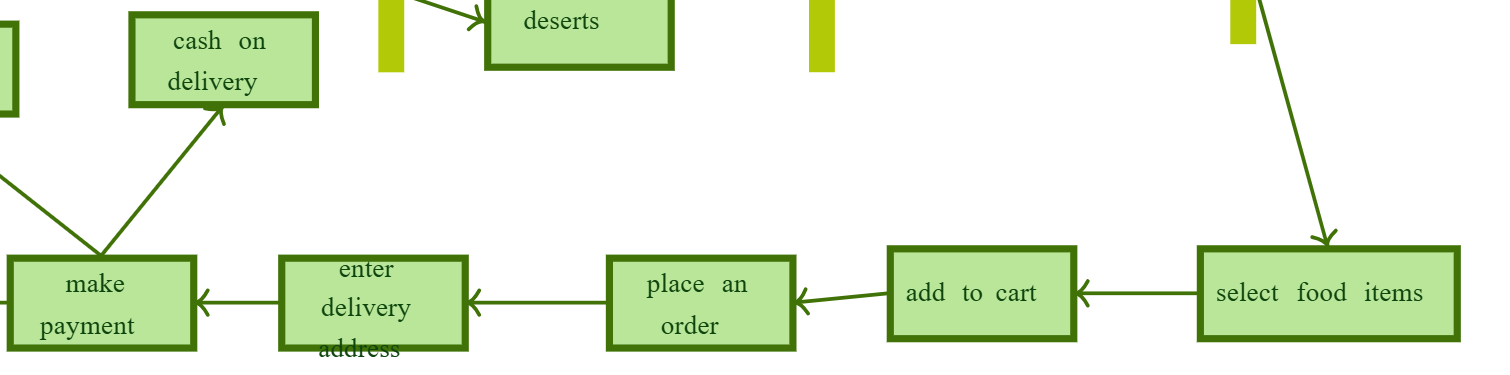 cash on
delivery
deserts
make
payment
enter
delivery
address
place an
order
add to cart
select food items